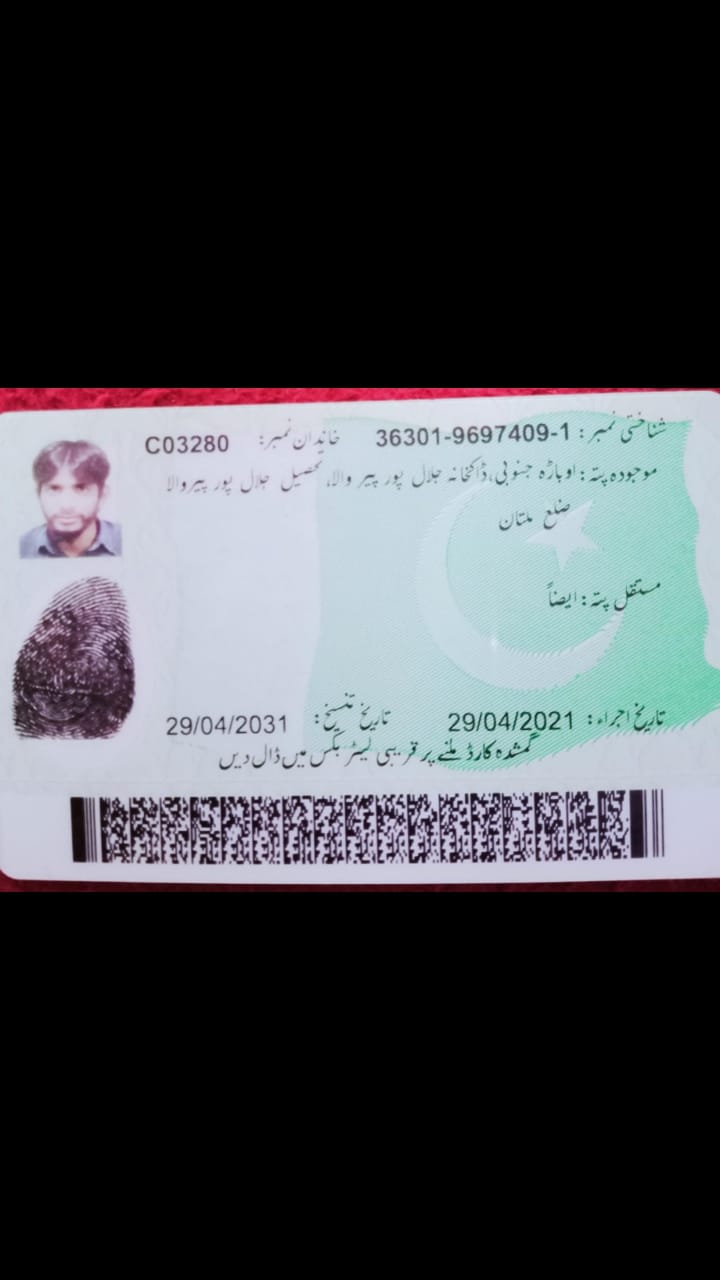 شناختی نمبر: 36301-9697409-1 خاندان نمبر: C03280
موجودہ پتہ: اوباڑہ جنوبی، ڈاکخانہ جلال پور پیر والا، تحصیل جلال پور پیروالا
ضلع ملتان
مستقل پتہ: ایضاً
تاریخ اجراء: 29/04/2021 تاریخ تنسیخ: 29/04/2031
گمشدہ کارڈ ملنے پر قریبی لیٹر بکس میں ڈال دیں